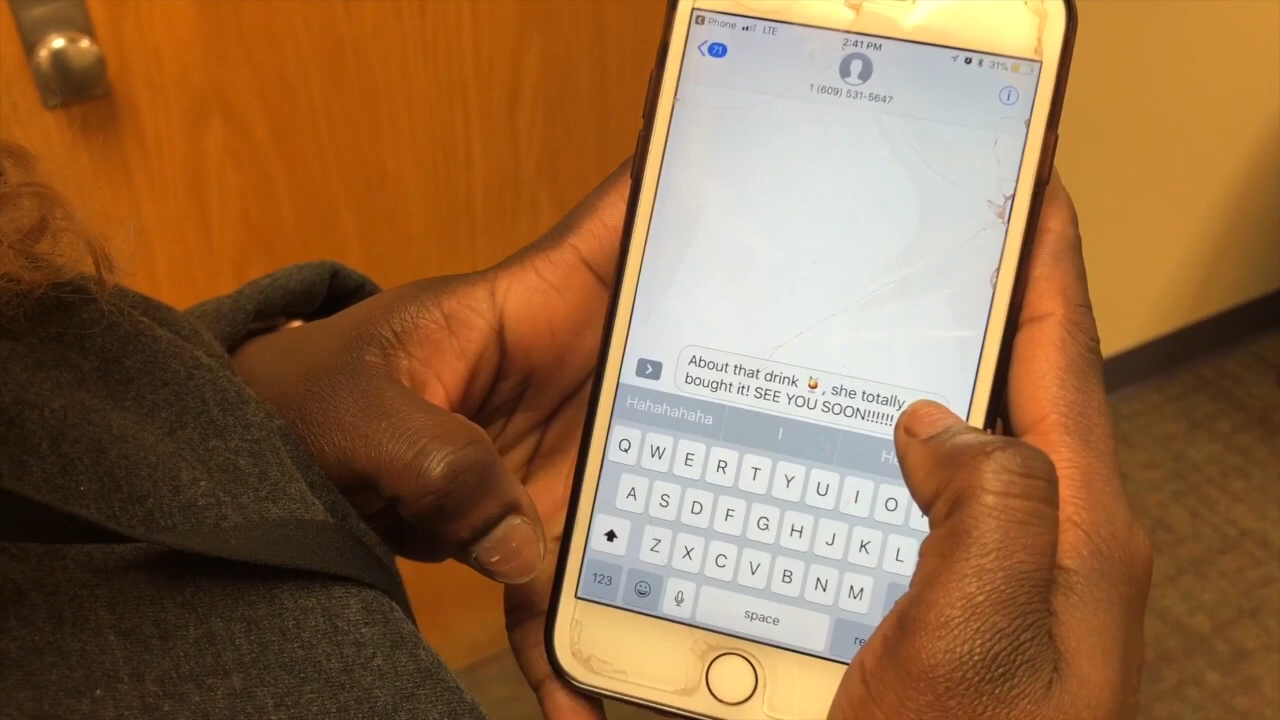 Phone LTE
2:41 PM
31%
71
1 (609) 531-5647
i
About that drink 🍹, she totally
bought it! SEE YOU SOON!!!!!!
Hahahahaha I
Q W E R T Y U I O
A S D F G H J K L
Z X C V B N M
123 space